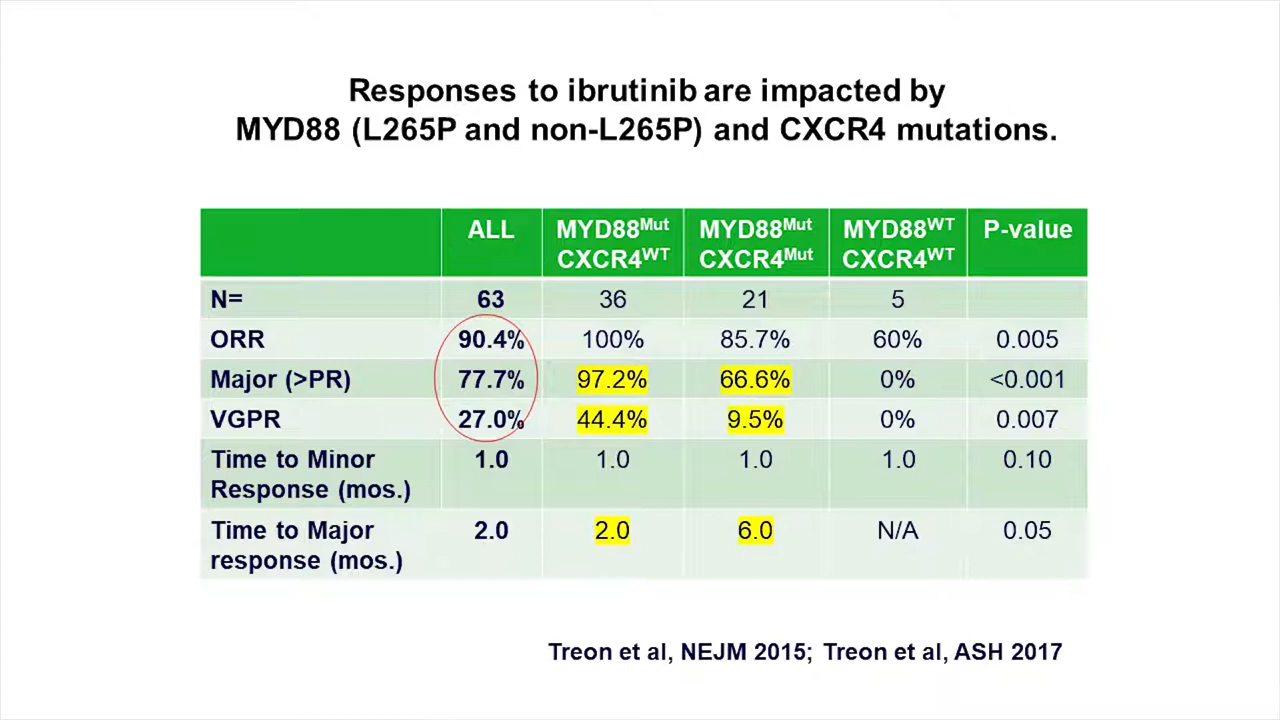 Responses to ibrutinib are impacted by
MYD88 (L265P and non-L265P) and CXCR4 mutations.
ALL MYD88Mut CXCR4WT MYD88Mut CXCR4Mut MYD88WT CXCR4WT P-value
N= 63 36 21 5
ORR 90.4% 100% 85.7% 60% 0.005
Major (>PR) 77.7% 97.2% 66.6% 0% <0.001
VGPR 27.0% 44.4% 9.5% 0% 0.007
Time to Minor Response (mos.) 1.0 1.0 1.0 1.0 0.10
Time to Major response (mos.) 2.0 2.0 6.0 N/A 0.05
Treon et al, NEJM 2015; Treon et al, ASH 2017